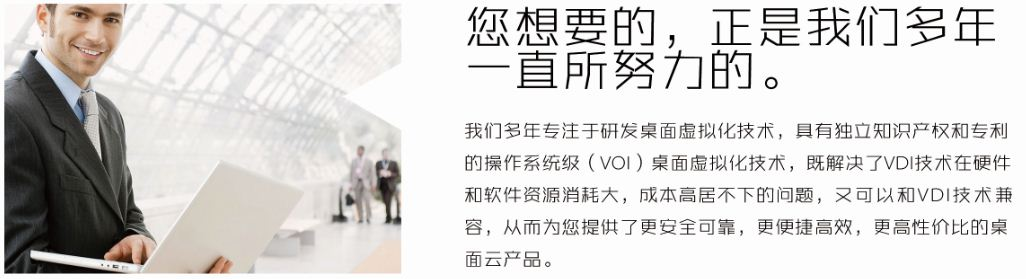 您想要的，正是我们多年
一直所努力的。
我们多年专注于研发桌面虚拟化技术，具有独立知识产权和专利
的操作系统级（VOI）桌面虚拟化技术，既解决了VDI技术在硬件
和软件资源消耗大，成本高居不下的问题，又可以和VDI技术兼
容，从而为您提供了更安全可靠，更便捷高效，更高性价比的桌
面云产品。